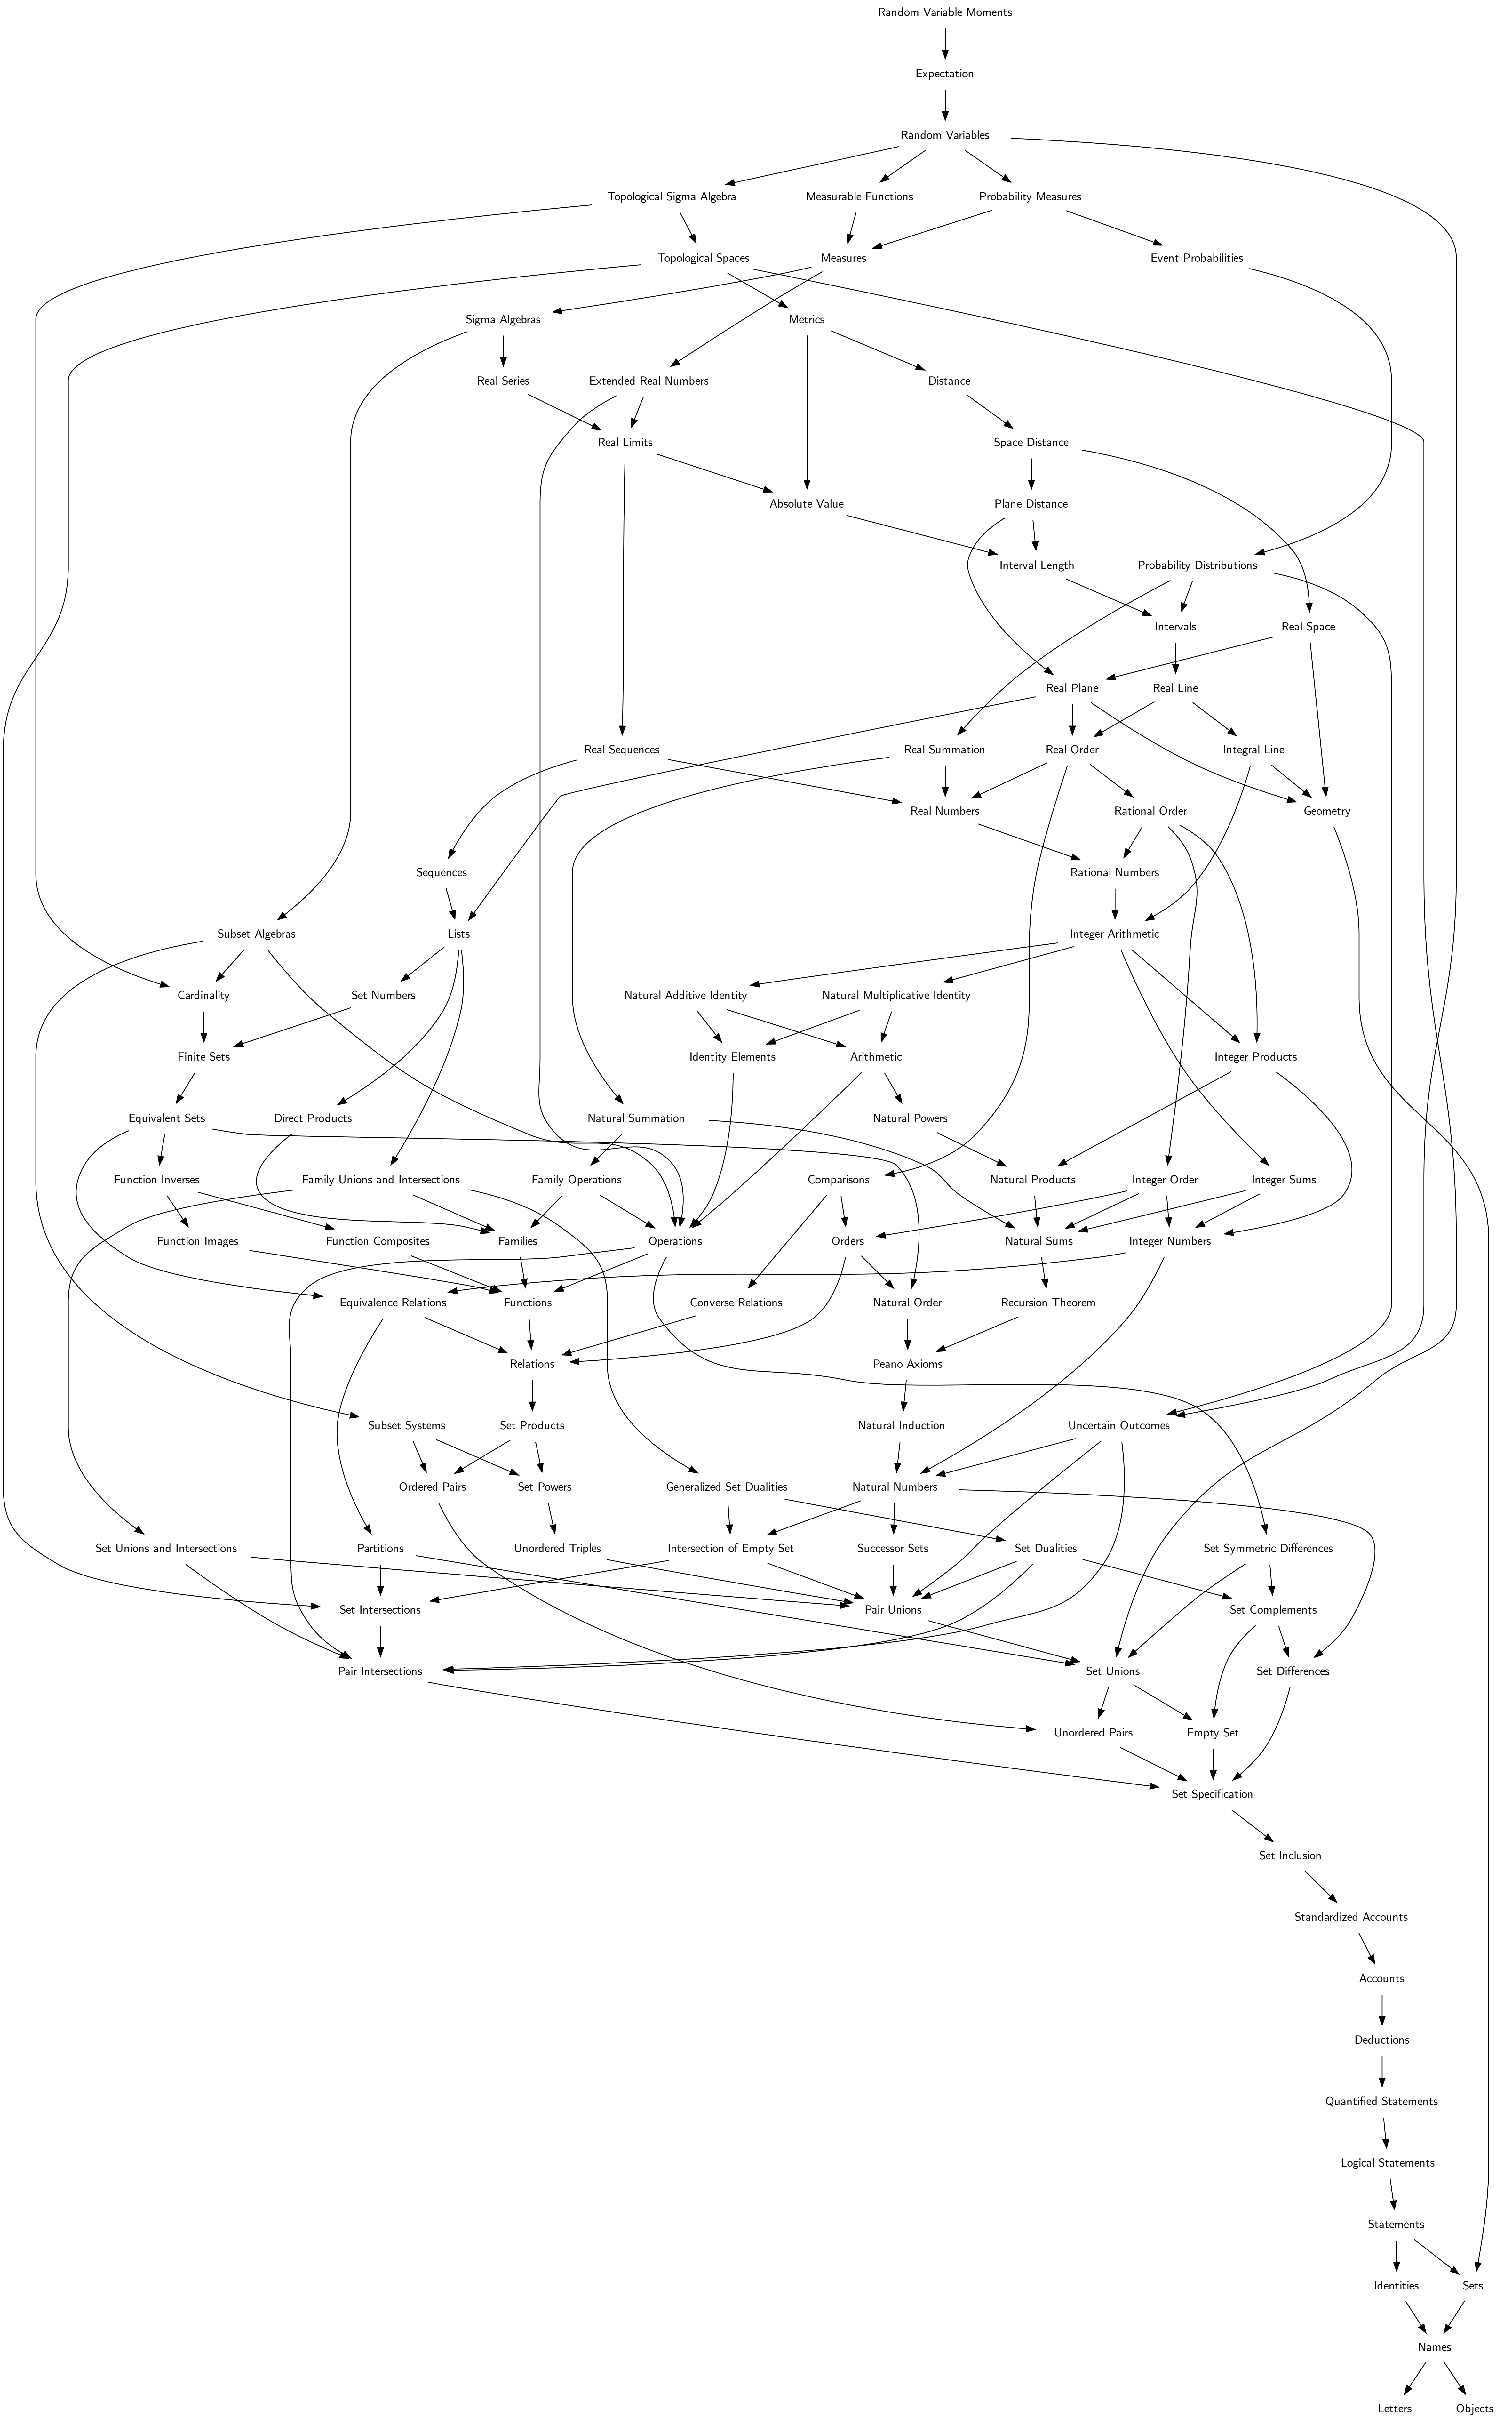 Random Variable Moments
Expectation
Random Variables
Topological Sigma Algebra
Measurable Functions
Probability Measures
Topological Spaces
Measures
Event Probabilities
Sigma Algebras
Metrics
Real Series
Extended Real Numbers
Distance
Real Limits
Space Distance
Absolute Value
Plane Distance
Interval Length
Probability Distributions
Intervals
Real Space
Real Plane
Real Line
Real Sequences
Real Summation
Real Order
Integral Line
Real Numbers
Rational Order
Geometry
Sequences
Rational Numbers
Subset Algebras
Lists
Integer Arithmetic
Cardinality
Set Numbers
Natural Additive Identity
Natural Multiplicative Identity
Finite Sets
Identity Elements
Arithmetic
Integer Products
Equivalent Sets
Direct Products
Natural Summation
Natural Powers
Function Inverses
Family Unions and Intersections
Family Operations
Comparisons
Natural Products
Integer Order
Integer Sums
Function Images
Function Composites
Families
Operations
Orders
Natural Sums
Integer Numbers
Equivalence Relations
Functions
Converse Relations
Natural Order
Recursion Theorem
Relations
Peano Axioms
Subset Systems
Set Products
Natural Induction
Uncertain Outcomes
Ordered Pairs
Set Powers
Generalized Set Dualities
Natural Numbers
Set Unions and Intersections
Partitions
Unordered Triples
Intersection of Empty Set
Successor Sets
Set Dualities
Set Symmetric Differences
Set Intersections
Pair Unions
Set Complements
Pair Intersections
Set Unions
Set Differences
Unordered Pairs
Empty Set
Set Specification
Set Inclusion
Standardized Accounts
Accounts
Deductions
Quantified Statements
Logical Statements
Statements
Identities
Sets
Names
Letters
Objects